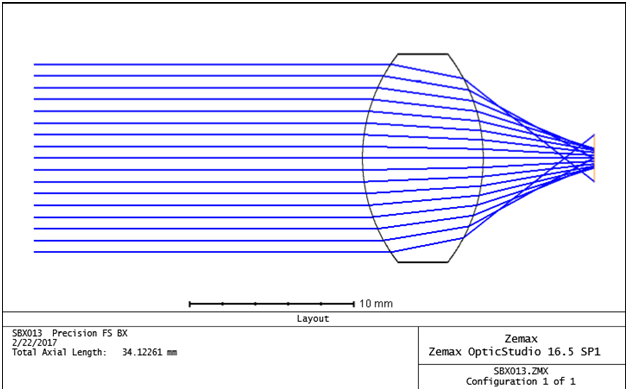 10 mm
Layout
SBX013 Precision FS BX
2/22/2017
Total Axial Length: 34.12261 mm
Zemax
Zemax OpticStudio 16.5 SP1
SBX013.ZMX
Configuration 1 of 1